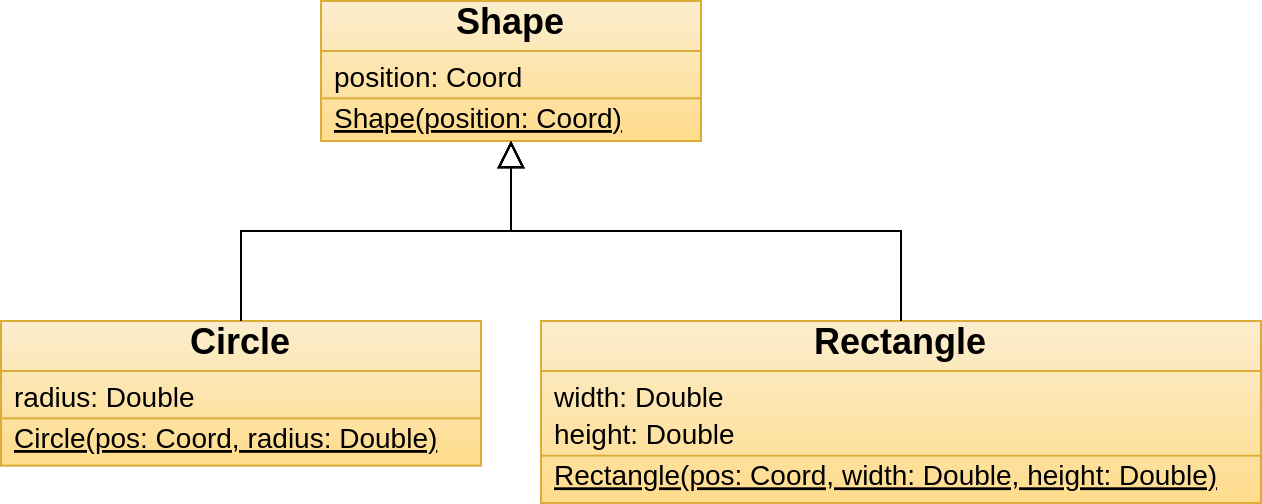 Shape
position: Coord
Shape(position: Coord)
Circle
radius: Double
Circle(pos: Coord, radius: Double)
Rectangle
width: Double
height: Double
Rectangle(pos: Coord, width: Double, height: Double)